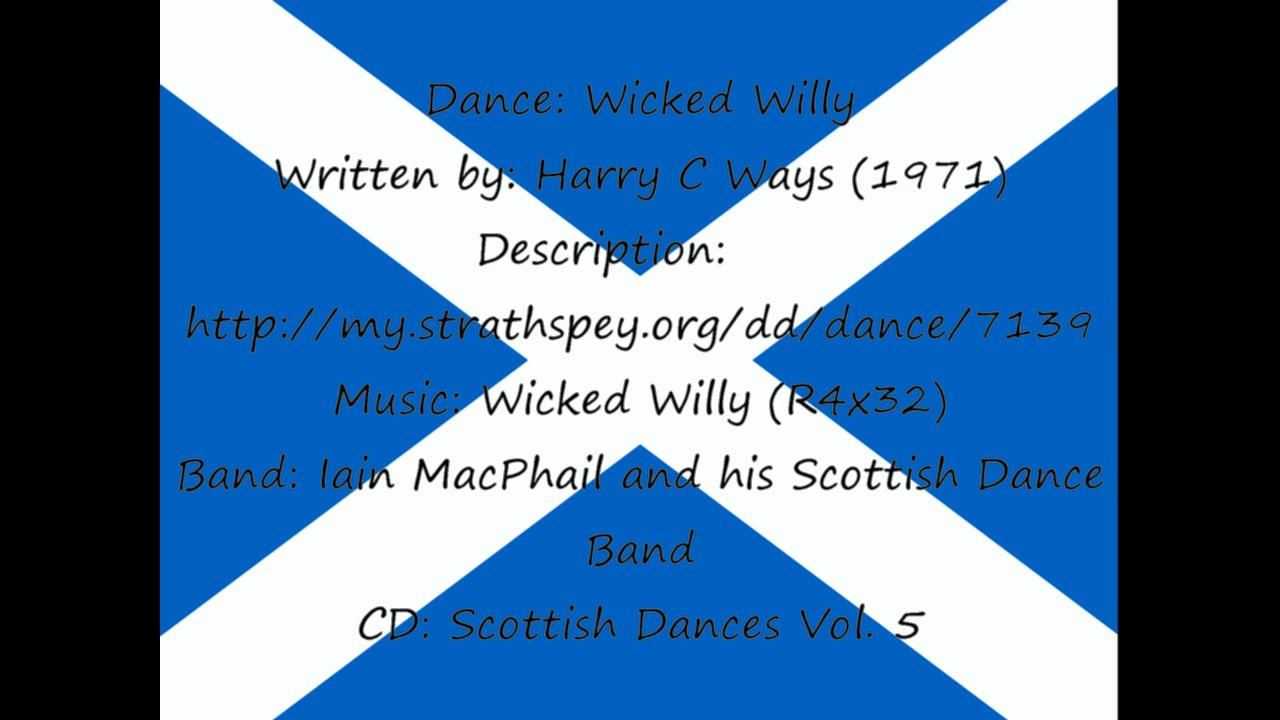 Dance: Wicked Willy
Written by: Harry C Ways (1971)
Description:
http://my.strathspey.org/dd/dance/7139
Music: Wicked Willy (R4x32)
Band: Iain MacPhail and his Scottish Dance
Band
CD: Scottish Dances Vol. 5